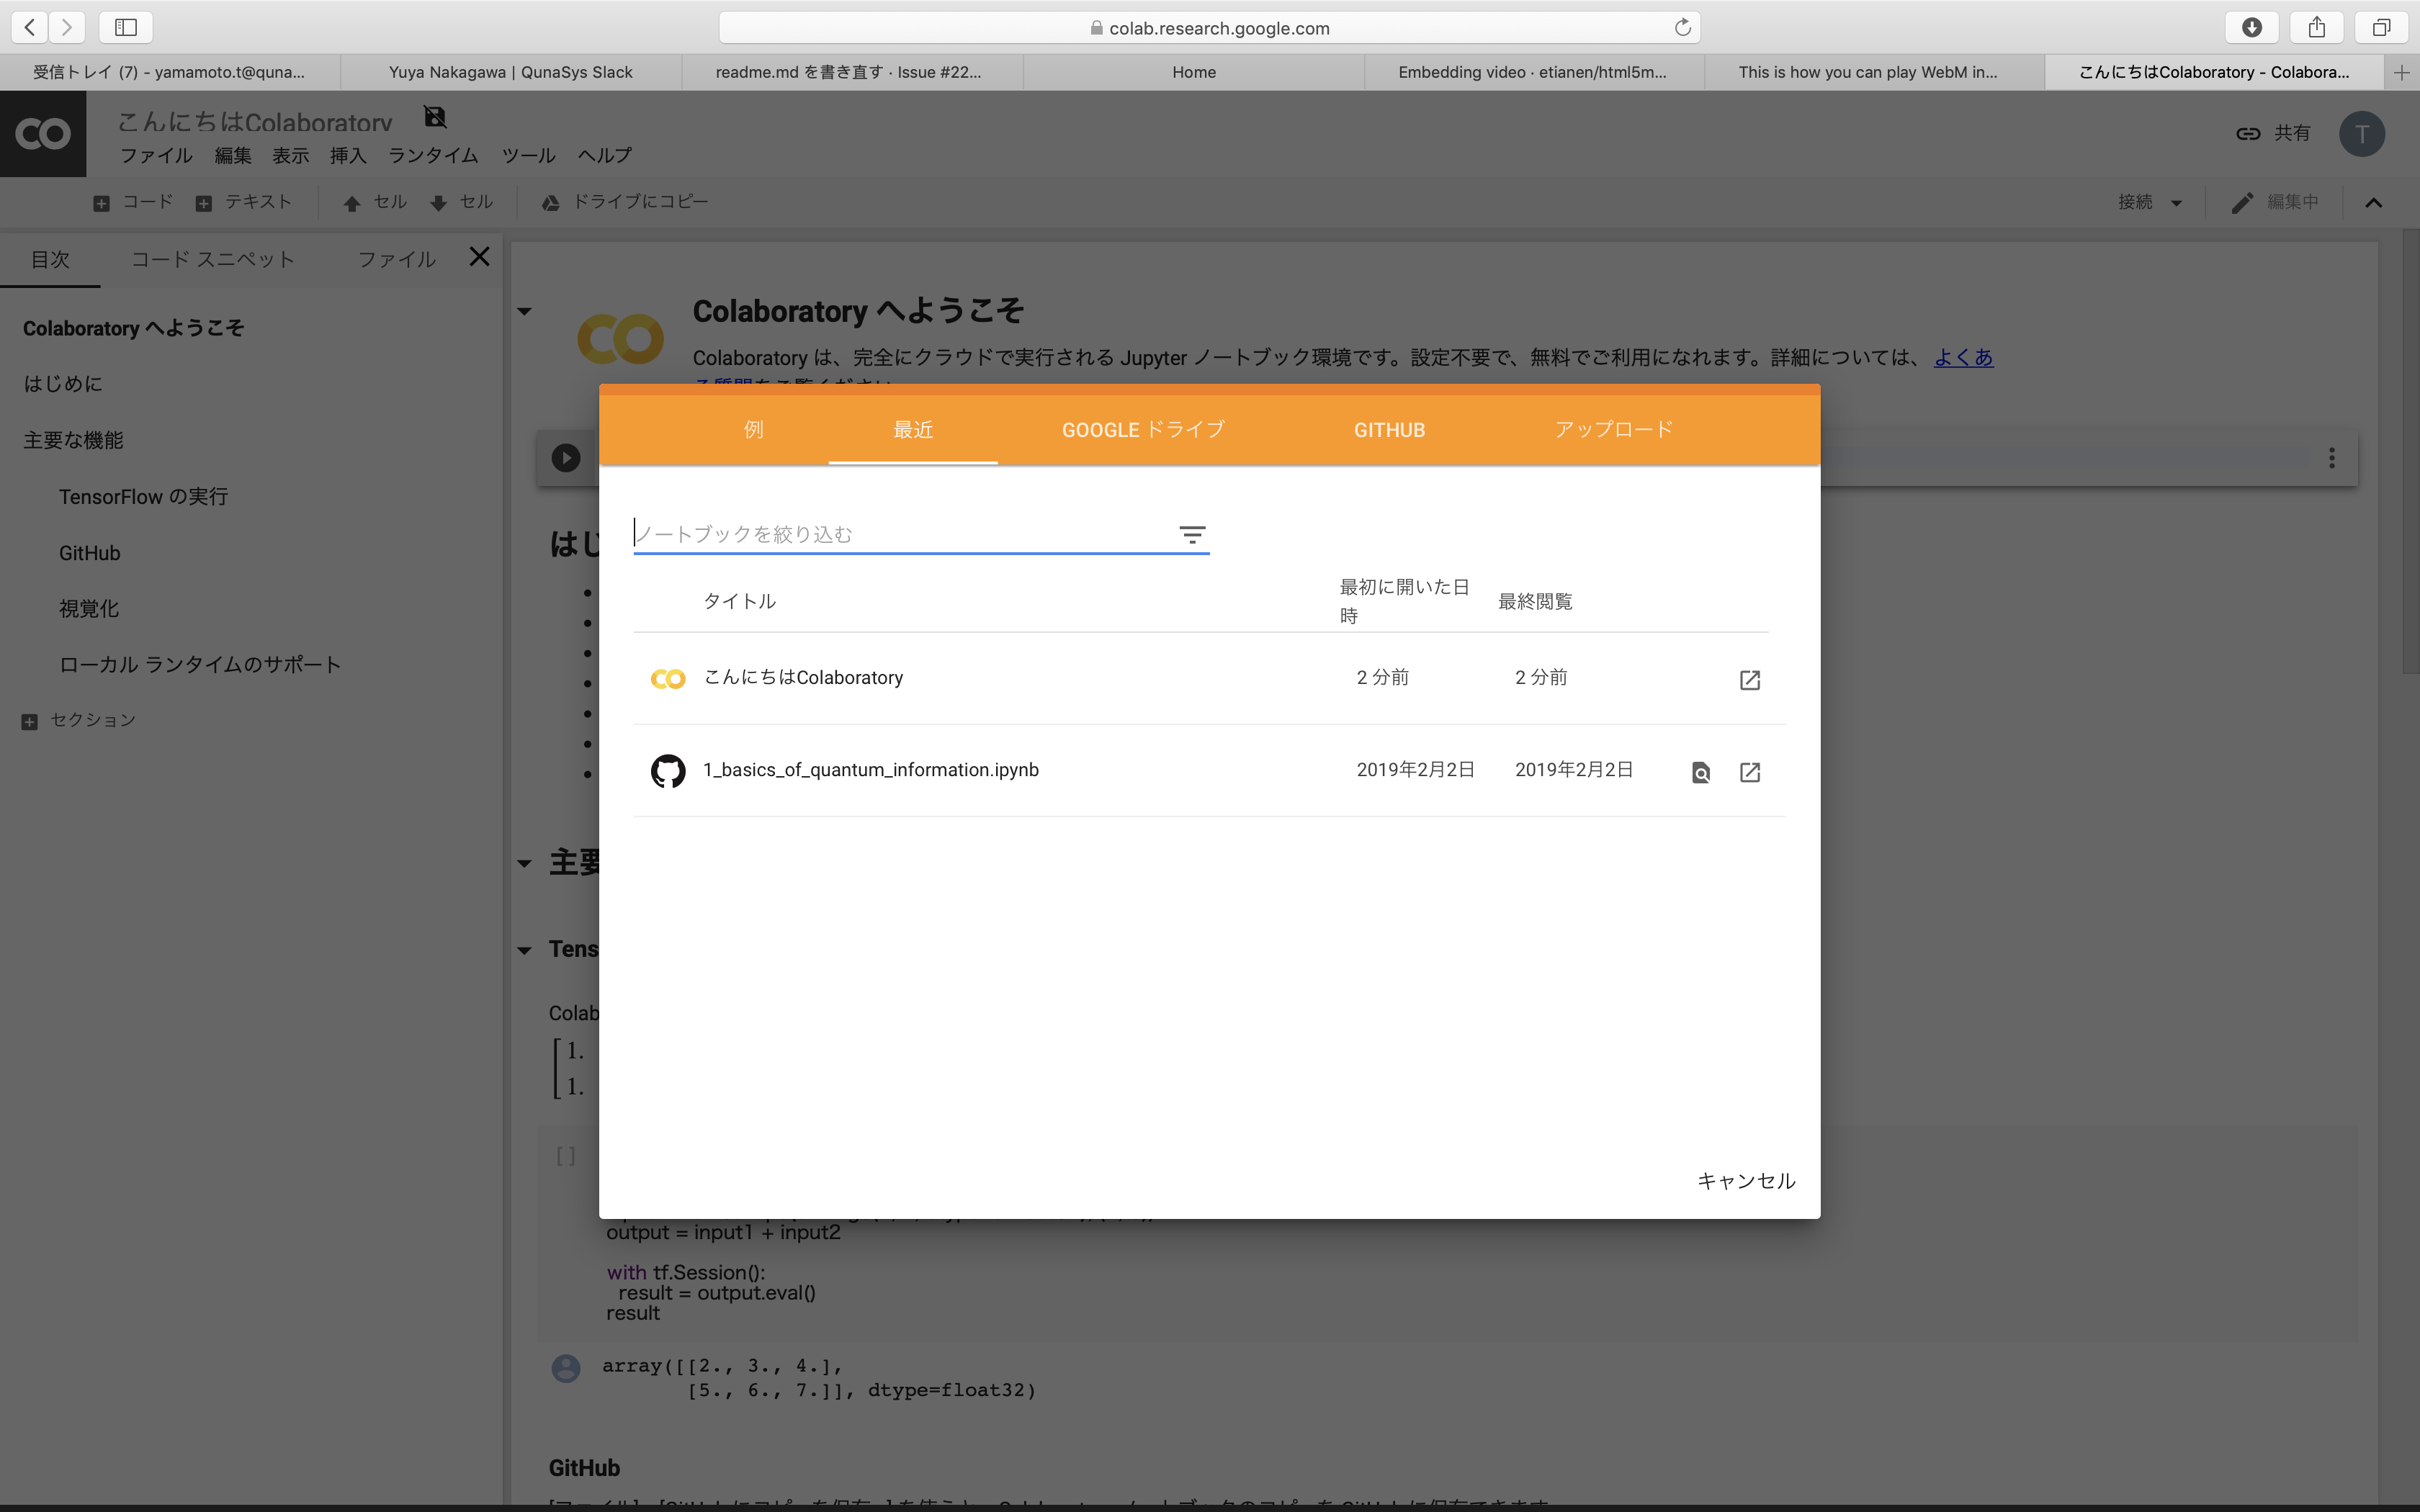 colab.research.google.com
受信トレイ (7) - yamamoto.t@quna...
Yuya Nakagawa | QunaSys Slack
readme.md を書き直す · Issue #22...
Home
Embedding video · etianen/html5m...
This is how you can play WebM in...
こんにちはColaboratory - Colabora...
こんにちはColaboratory
共有
T
ファイル 編集 表示 挿入 ランタイム ツール ヘルプ
コード テキスト セル セル ドライブにコピー
接続 編集中
目次 コード スニペット ファイル
Colaboratory へようこそ
はじめに
主要な機能
TensorFlow の実行
GitHub
視覚化
ローカル ランタイムのサポート
セクション
Colaboratory へようこそ
Colaboratory は、完全にクラウドで実行される Jupyter ノートブック環境です。設定不要で、無料でご利用になれます。詳細については、よくあ
る質問をご覧ください
例 最近 GOOGLE ドライブ GITHUB アップロード
ノートブックを絞り込む
タイトル 最初に開いた日時 最終閲覧
こんにちはColaboratory 2 分前 2 分前
1_basics_of_quantum_information.ipynb 2019年2月2日 2019年2月2日
キャンセル
はじ
主要
Tens
Colab
1.
1.
[ ]
output = input1 + input2
with tf.Session():
result = output.eval()
result
array([[2., 3., 4.],
[5., 6., 7.]], dtype=float32)
GitHub